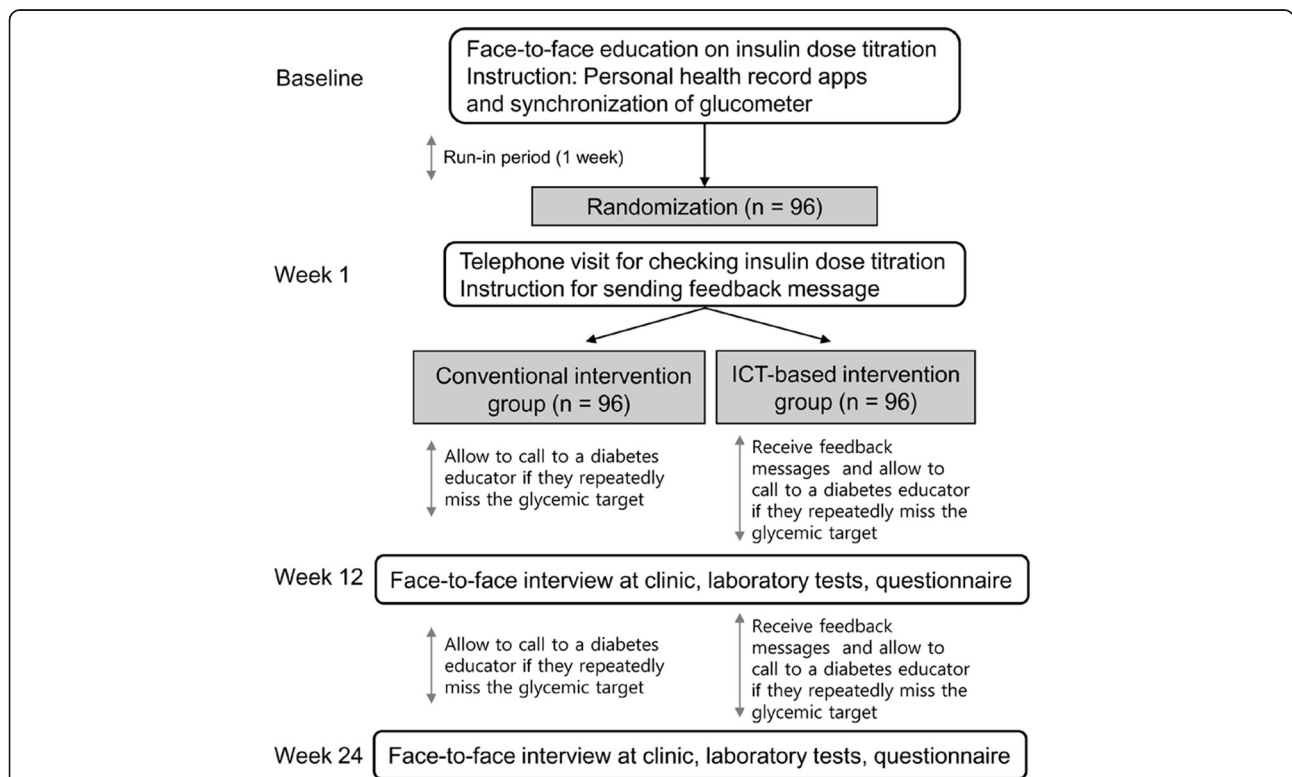 Baseline
Face-to-face education on insulin dose titration
Instruction: Personal health record apps
and synchronization of glucometer
Run-in period (1 week)
Randomization (n = 96)
Week 1
Telephone visit for checking insulin dose titration
Instruction for sending feedback message
Conventional intervention
group (n = 96)
ICT-based intervention
group (n = 96)
Allow to call to a diabetes
educator if they repeatedly
miss the glycemic target
Receive feedback
messages and allow to
call to a diabetes educator
if they repeatedly miss the
glycemic target
Week 12
Face-to-face interview at clinic, laboratory tests, questionnaire
Allow to call to a diabetes
educator if they repeatedly
miss the glycemic target
Receive feedback
messages and allow to
call to a diabetes educator
if they repeatedly miss the
glycemic target
Week 24
Face-to-face interview at clinic, laboratory tests, questionnaire